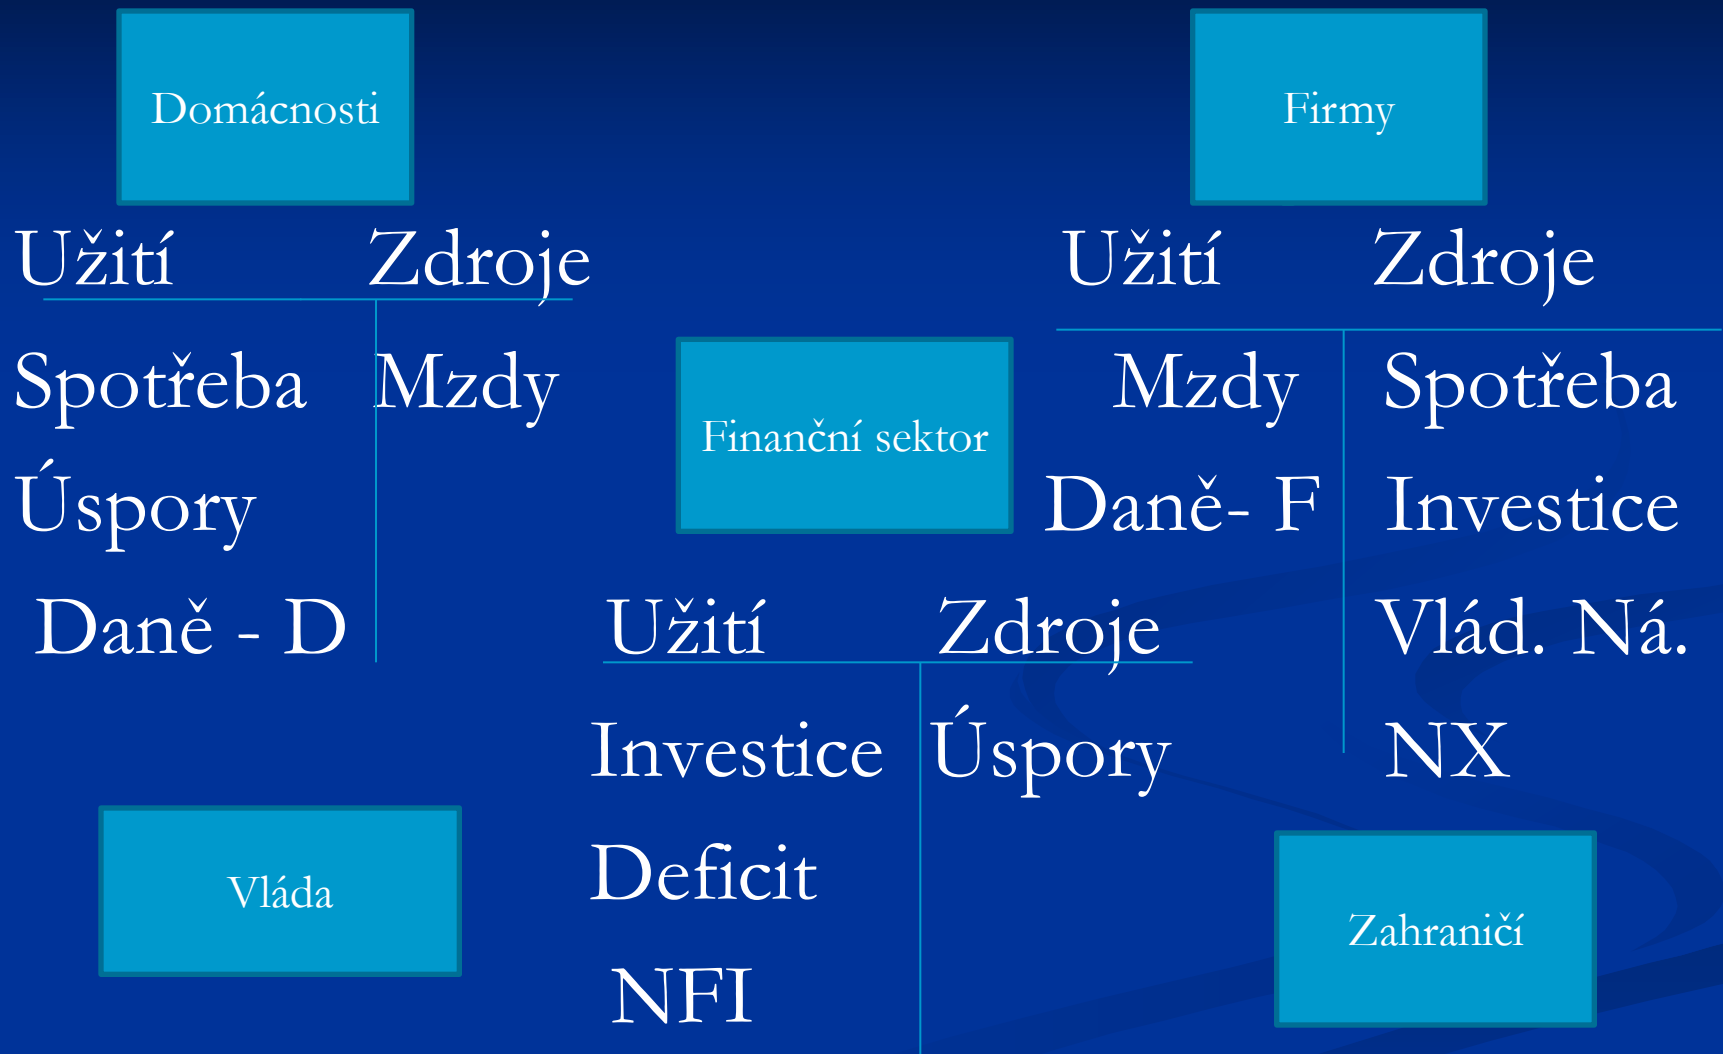 Domácnosti
Užití Zdroje
Spotřeba Mzdy
Úspory
Daně - D
Firmy
Užití Zdroje
Mzdy Spotřeba
Daně- F Investice
Vlád. Ná.
NX
Finanční sektor
Užití Zdroje
Investice Úspory
Deficit
NFI
Vláda
Zahraničí